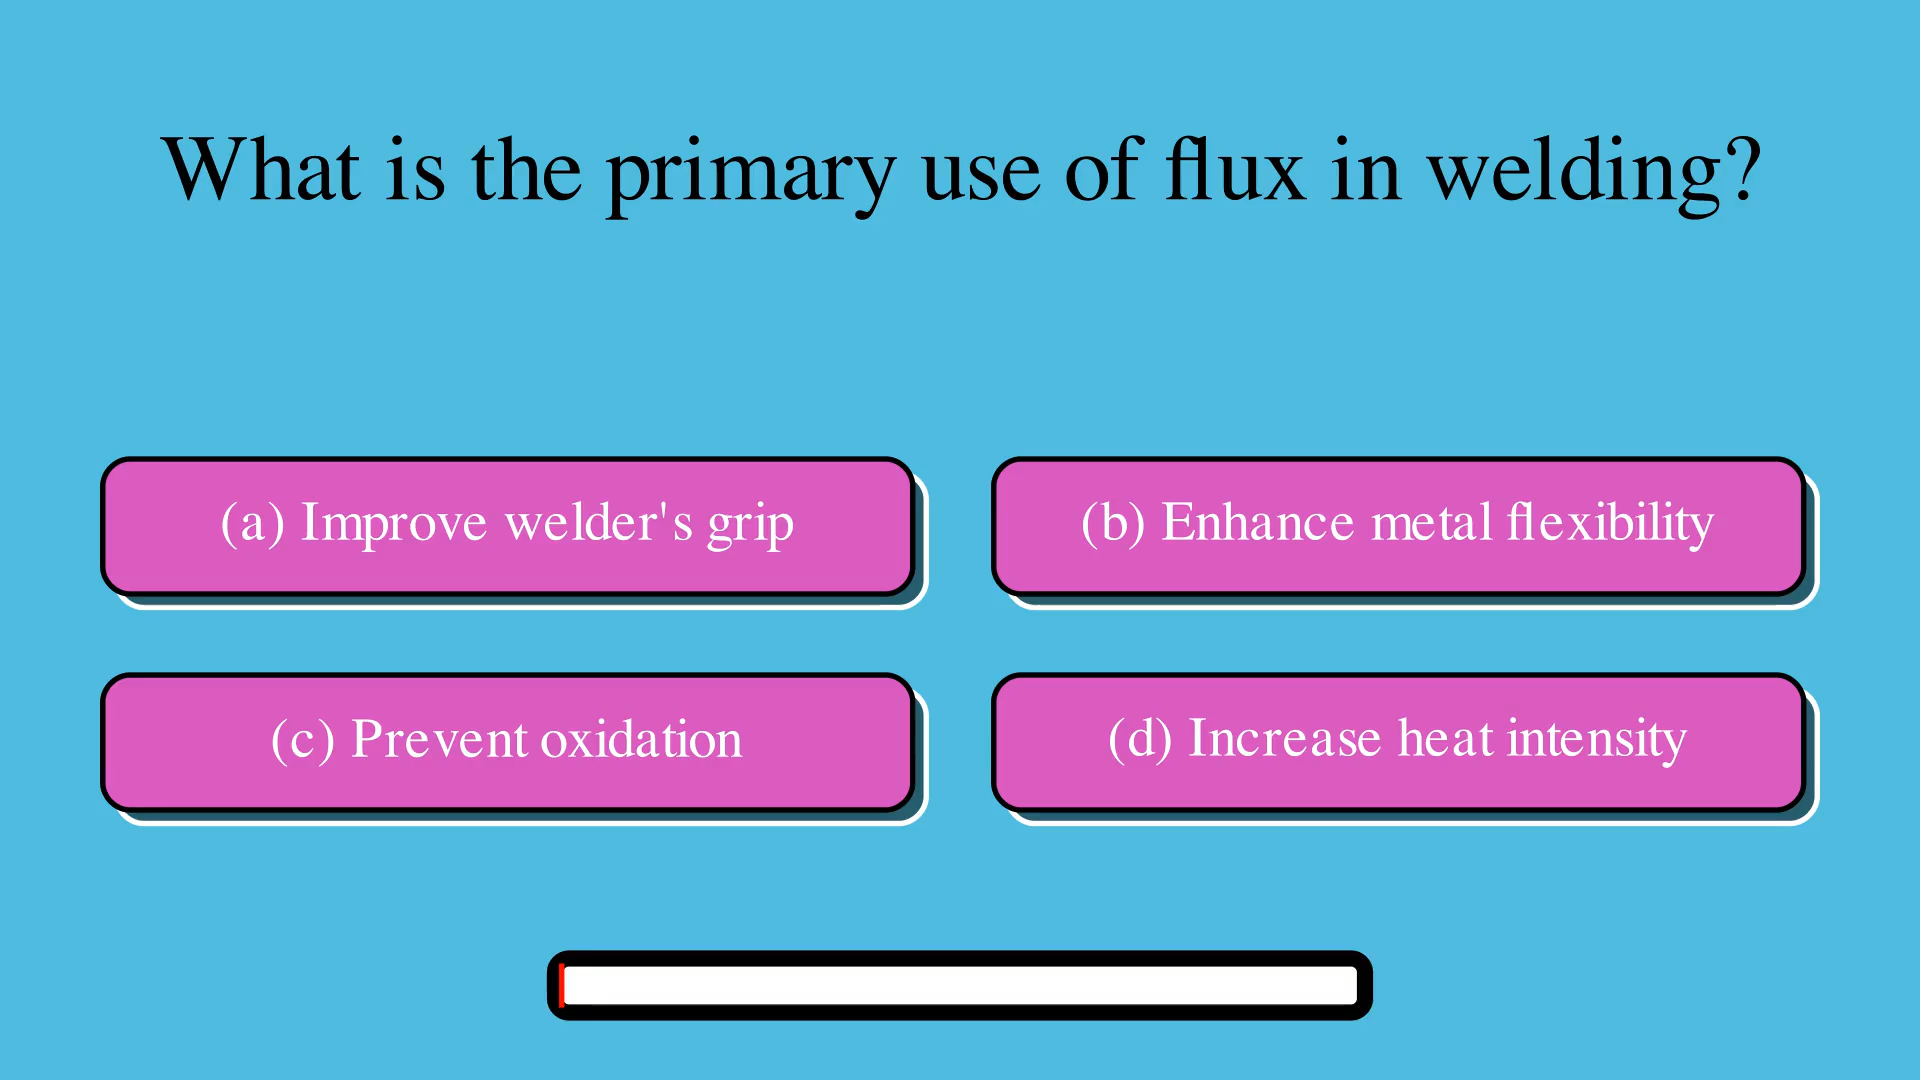 What is the primary use of flux in welding?
(a) Improve welder's grip
(b) Enhance metal flexibility
(c) Prevent oxidation
(d) Increase heat intensity